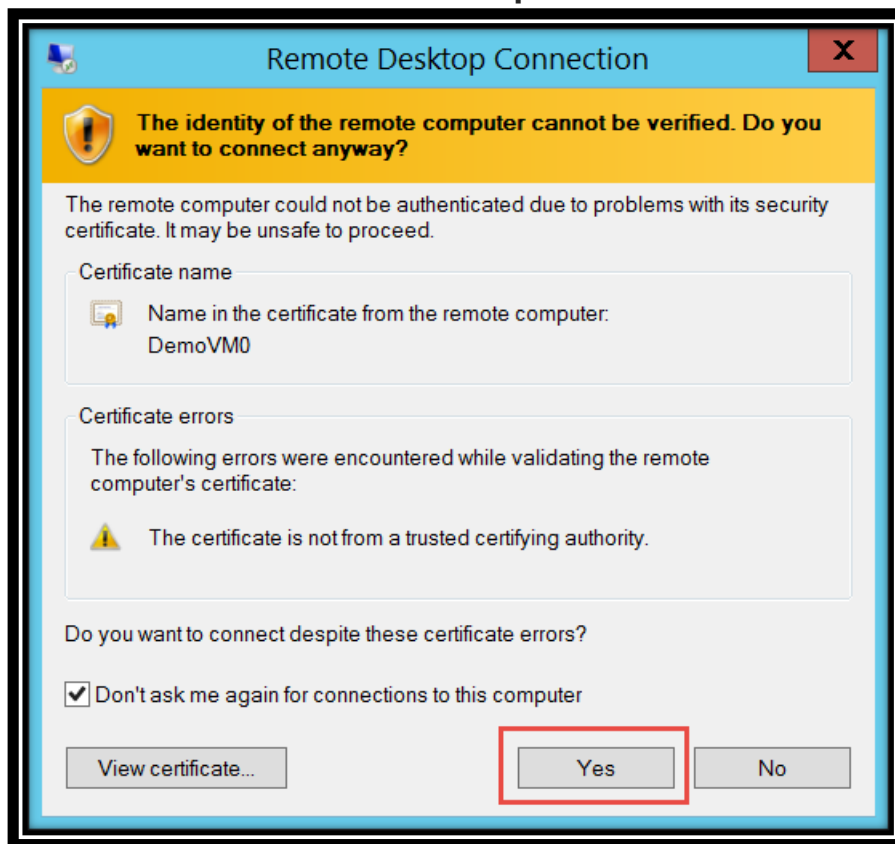 Remote Desktop Connection
X
The identity of the remote computer cannot be verified. Do you
want to connect anyway?
The remote computer could not be authenticated due to problems with its security
certificate. It may be unsafe to proceed.
Certificate name
Name in the certificate from the remote computer:
DemoVM0
Certificate errors
The following errors were encountered while validating the remote
computer's certificate:
The certificate is not from a trusted certifying authority.
Do you want to connect despite these certificate errors?
Don't ask me again for connections to this computer
View certificate...
Yes
No